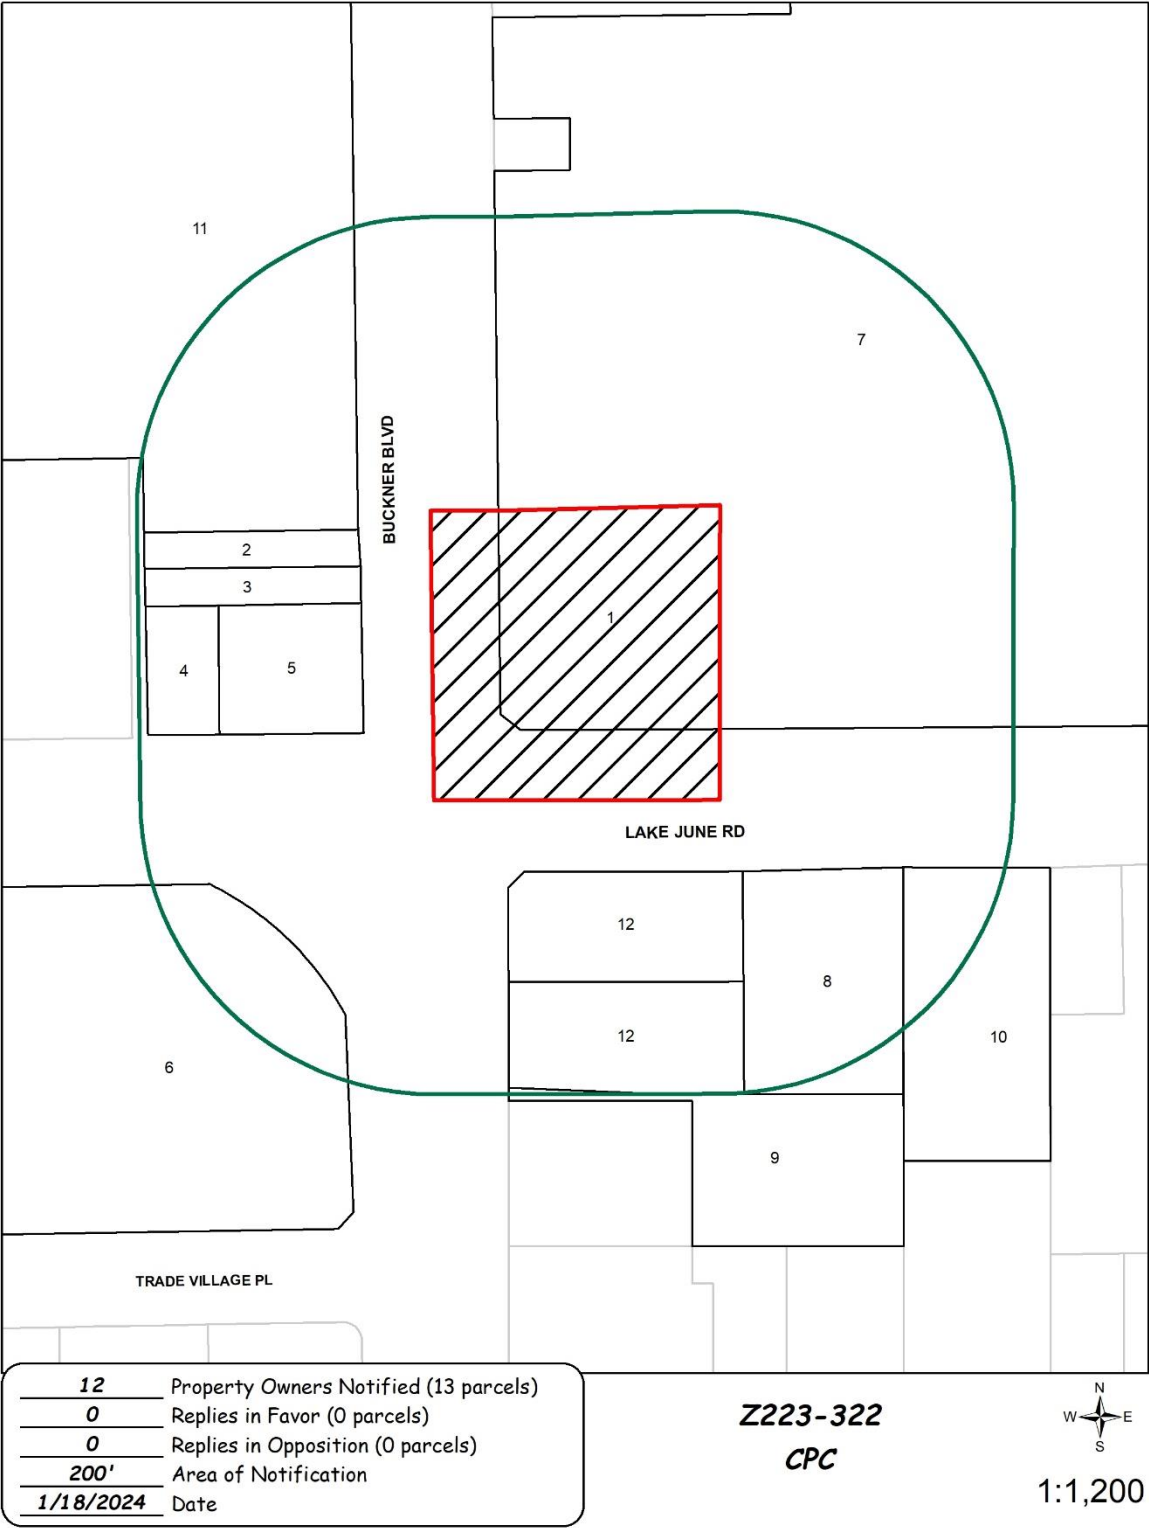 11
7
BUCKNER BLVD
2
3
1
4
5
LAKE JUNE RD
12
8
12
10
6
9
TRADE VILLAGE PL
12 Property Owners Notified (13 parcels)
0 Replies in Favor (0 parcels)
0 Replies in Opposition (0 parcels)
200' Area of Notification
1/18/2024 Date
Z223-322
CPC
N
W E
S
1:1,200